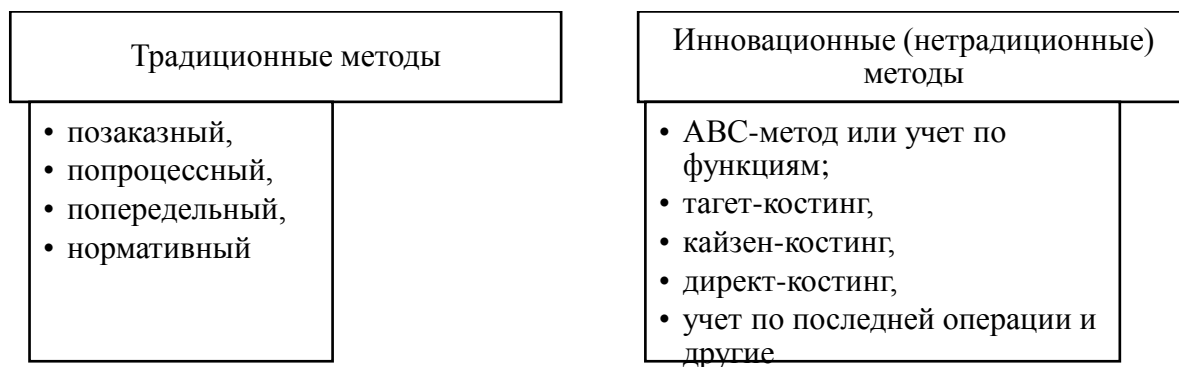 Традиционные методы
• позаказный,
• попроцессный,
• попередельный,
• нормативный
Инновационные (нетрадиционные)
методы
• АВС-метод или учет по
функциям;
• тагет-костинг,
• кайзен-костинг,
• директ-костинг,
• учет по последней операции и
другие